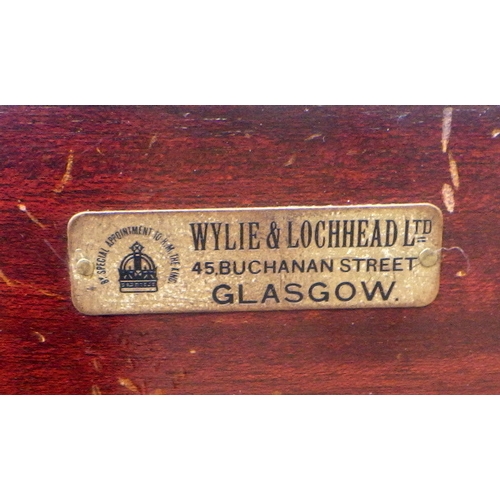 BY SPECIAL APPOINTMENT TO H.M. THE KING
WYLIE & LOCHHEAD LTD
45.BUCHANAN STREET
GLASGOW.